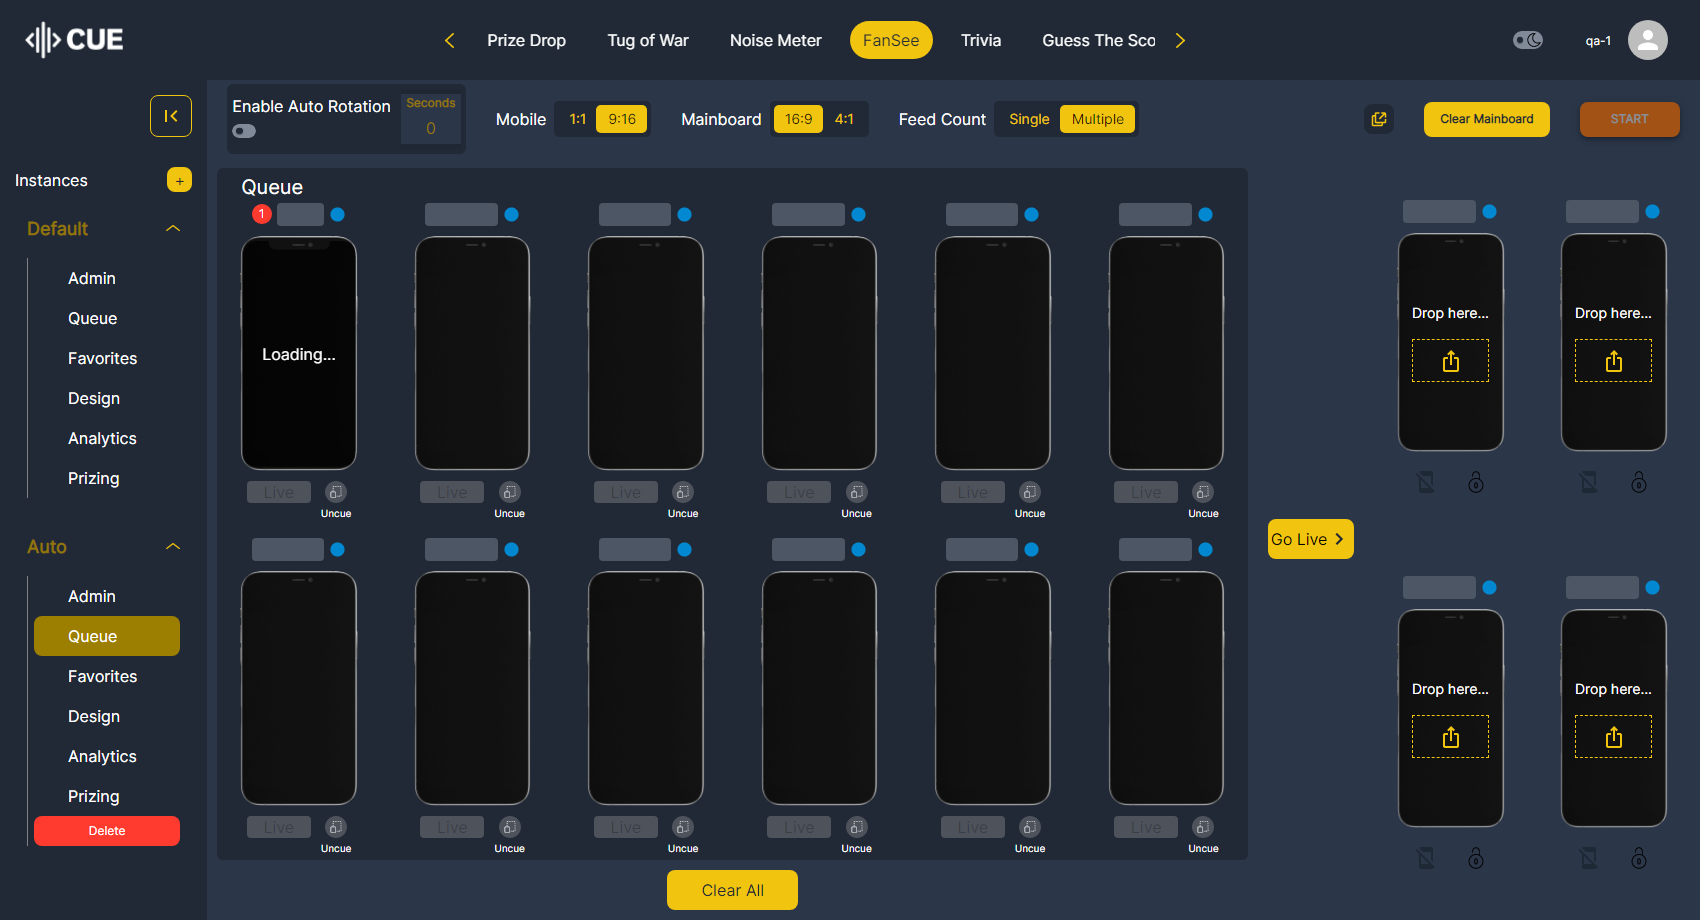 CUE
Prize Drop
Tug of War
Noise Meter
FanSee
Trivia
Guess The Sco
qa-1
Enable Auto Rotation
Seconds
0
Mobile
1:1
9:16
Mainboard
16:9
4:1
Feed Count
Single
Multiple
Clear Mainboard
START
Instances
+
Default
Admin
Queue
Favorites
Design
Analytics
Prizing
Auto
Admin
Queue
Favorites
Design
Analytics
Prizing
Delete
Queue
1
Loading...
Live
Live
Live
Live
Live
Live
Uncue
Uncue
Uncue
Uncue
Uncue
Uncue
Live
Live
Live
Live
Live
Live
Uncue
Uncue
Uncue
Uncue
Uncue
Uncue
Clear All
Go Live
Drop here...
Drop here...
Drop here...
Drop here...